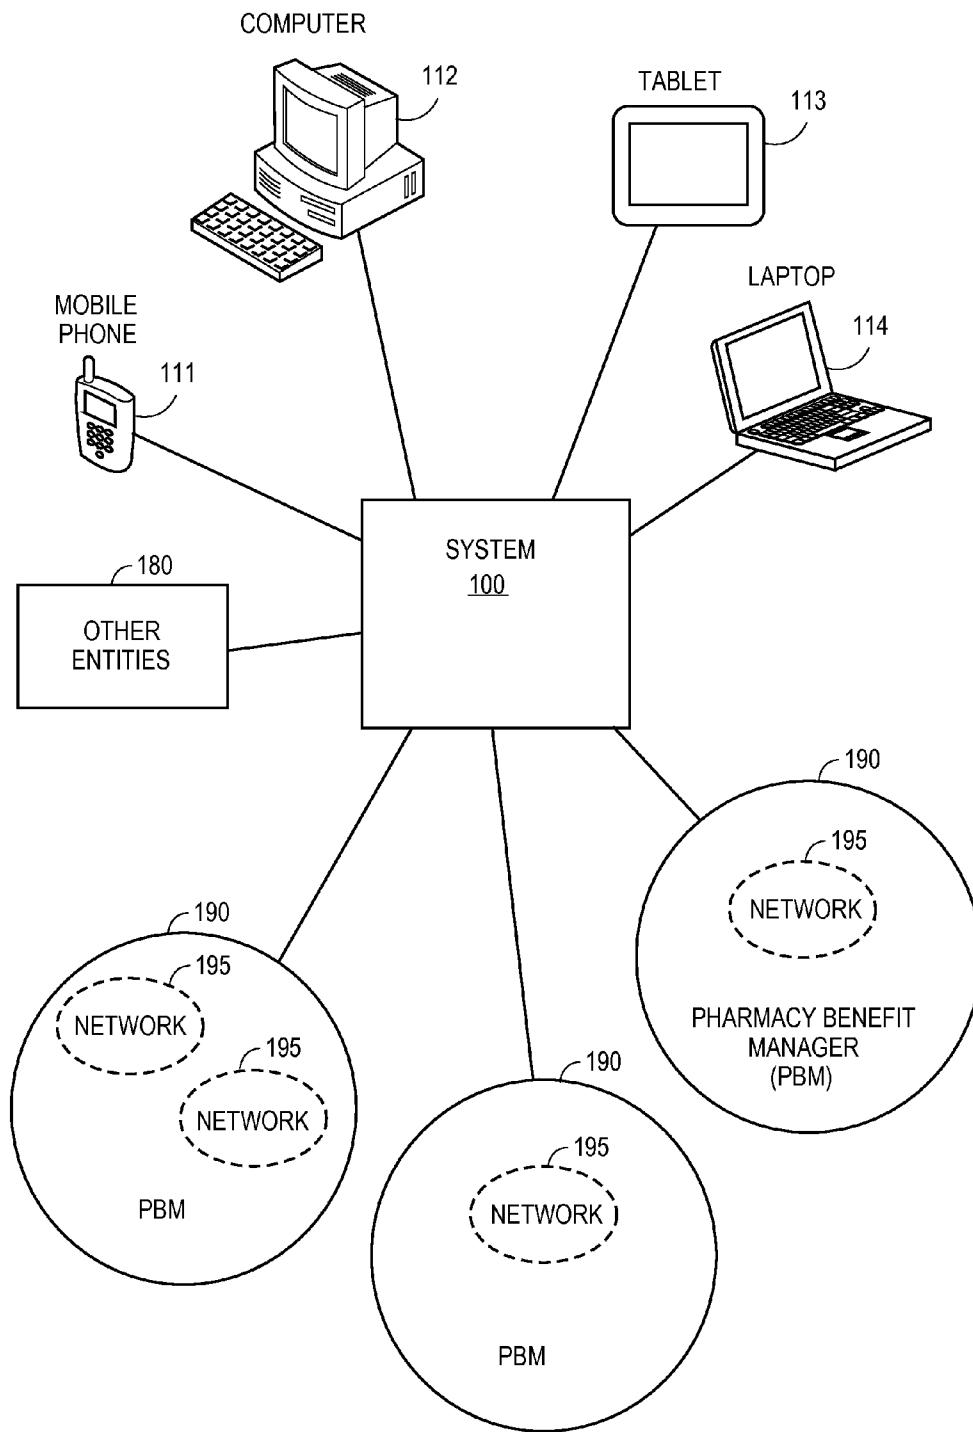 COMPUTER
112
TABLET
113
LAPTOP
114
MOBILE
PHONE
111
SYSTEM
100
180
OTHER
ENTITIES
190
195
NETWORK
PHARMACY BENEFIT
MANAGER
(PBM)
190
195
NETWORK
195
NETWORK
PBM
190
195
NETWORK
PBM